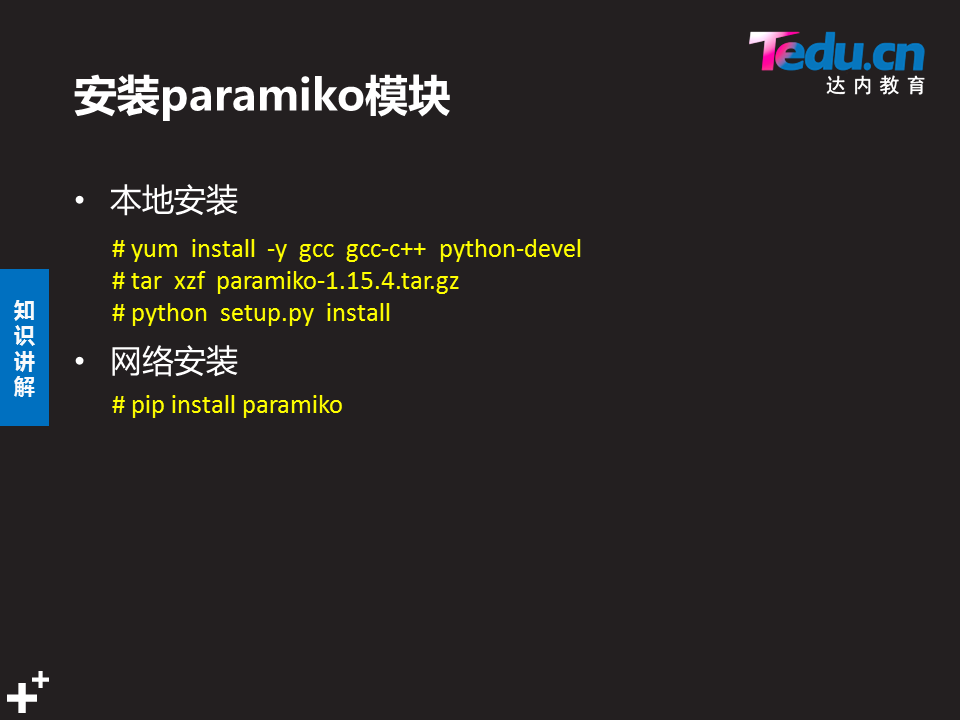 Tedu.cn
达内教育
安装paramiko模块
• 本地安装
# yum install -y gcc gcc-c++ python-devel
# tar xzf paramiko-1.15.4.tar.gz
# python setup.py install
• 网络安装
# pip install paramiko
知
识
讲
解